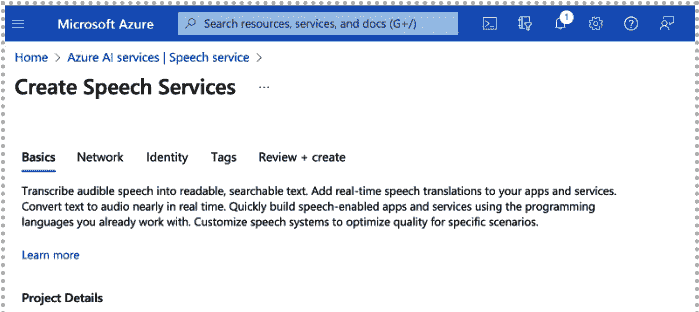 Microsoft Azure
Search resources, services, and docs (G+/)
1
Home > Azure AI services | Speech service >
Create Speech Services ...
Basics Network Identity Tags Review + create
Transcribe audible speech into readable, searchable text. Add real-time speech translations to your apps and services.
Convert text to audio nearly in real time. Quickly build speech-enabled apps and services using the programming
languages you already work with. Customize speech systems to optimize quality for specific scenarios.
Learn more
Project Details